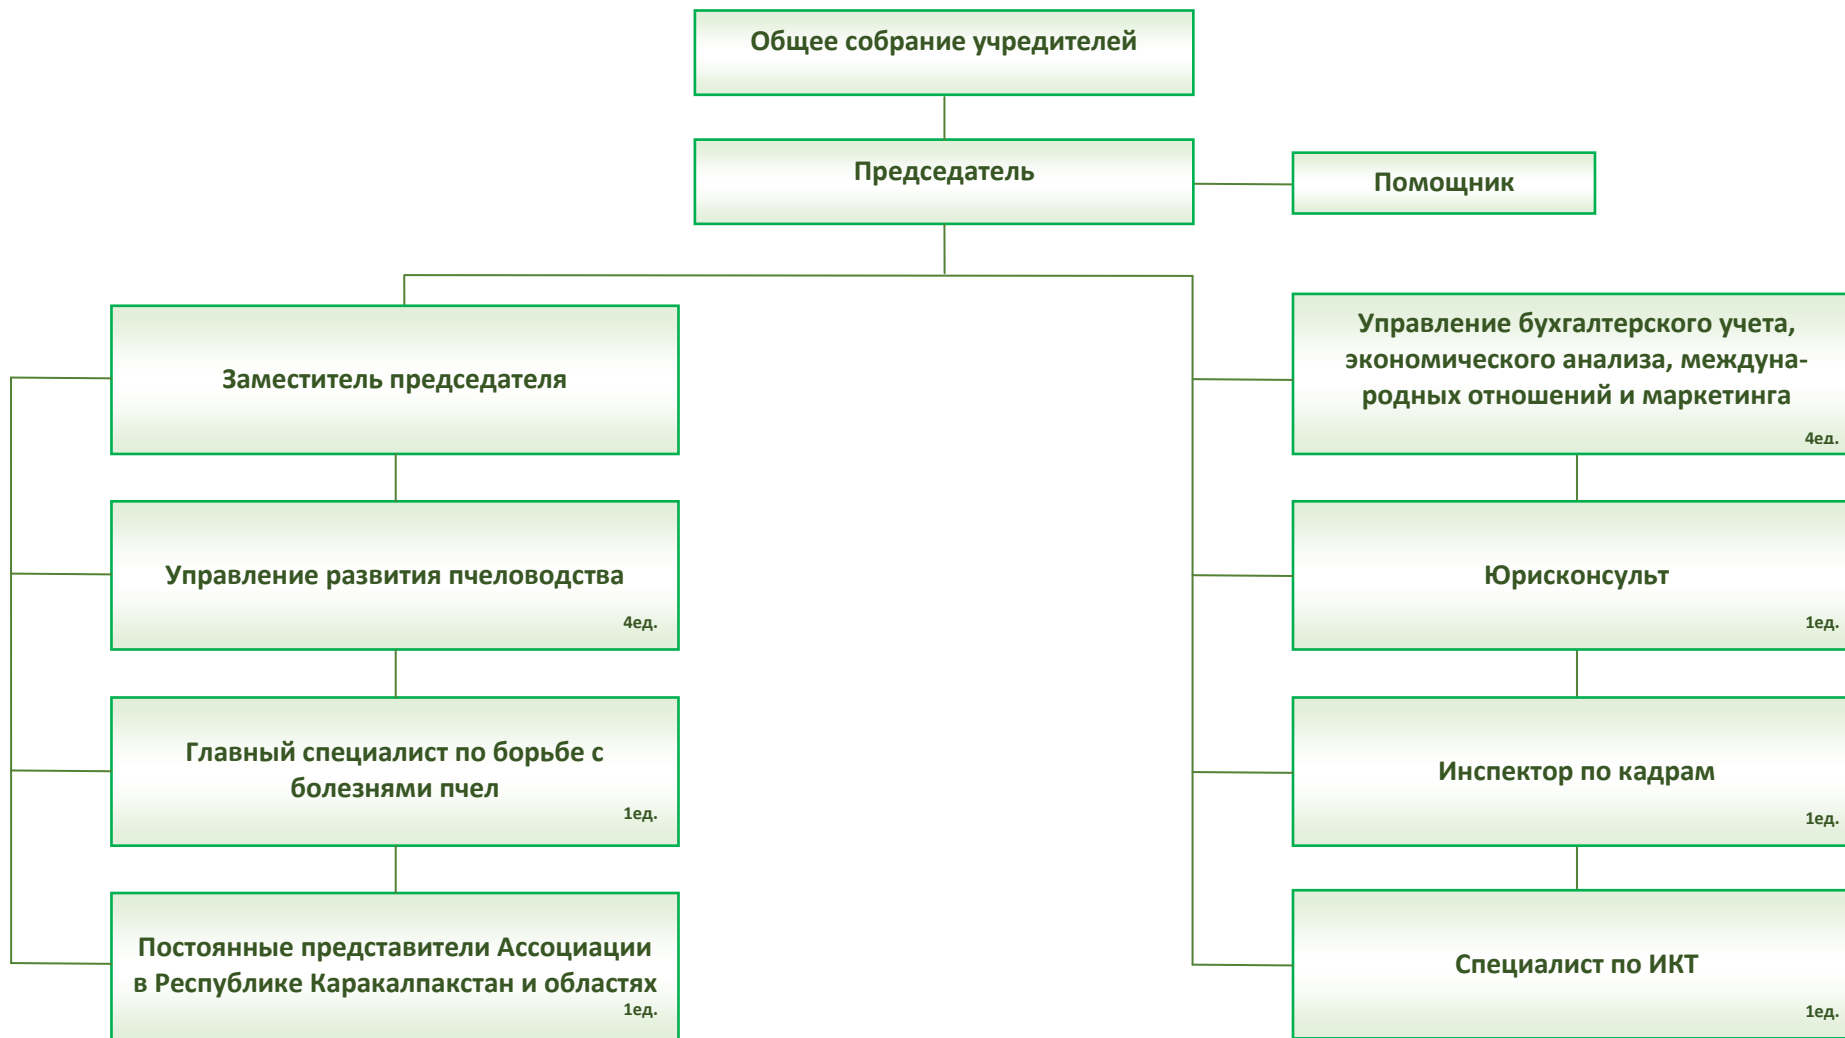 Общее собрание учредителей
Председатель
Помощник
Заместитель председателя
Управление бухгалтерского учета,
экономического анализа, междуна-
родных отношений и маркетинга
4ед.
Управление развития пчеловодства
4ед.
Юрисконсульт
1ед.
Главный специалист по борьбе с
болезнями пчел
1ед.
Инспектор по кадрам
1ед.
Постоянные представители Ассоциации
в Республике Каракалпакстан и областях
1ед.
Специалист по ИКТ
1ед.